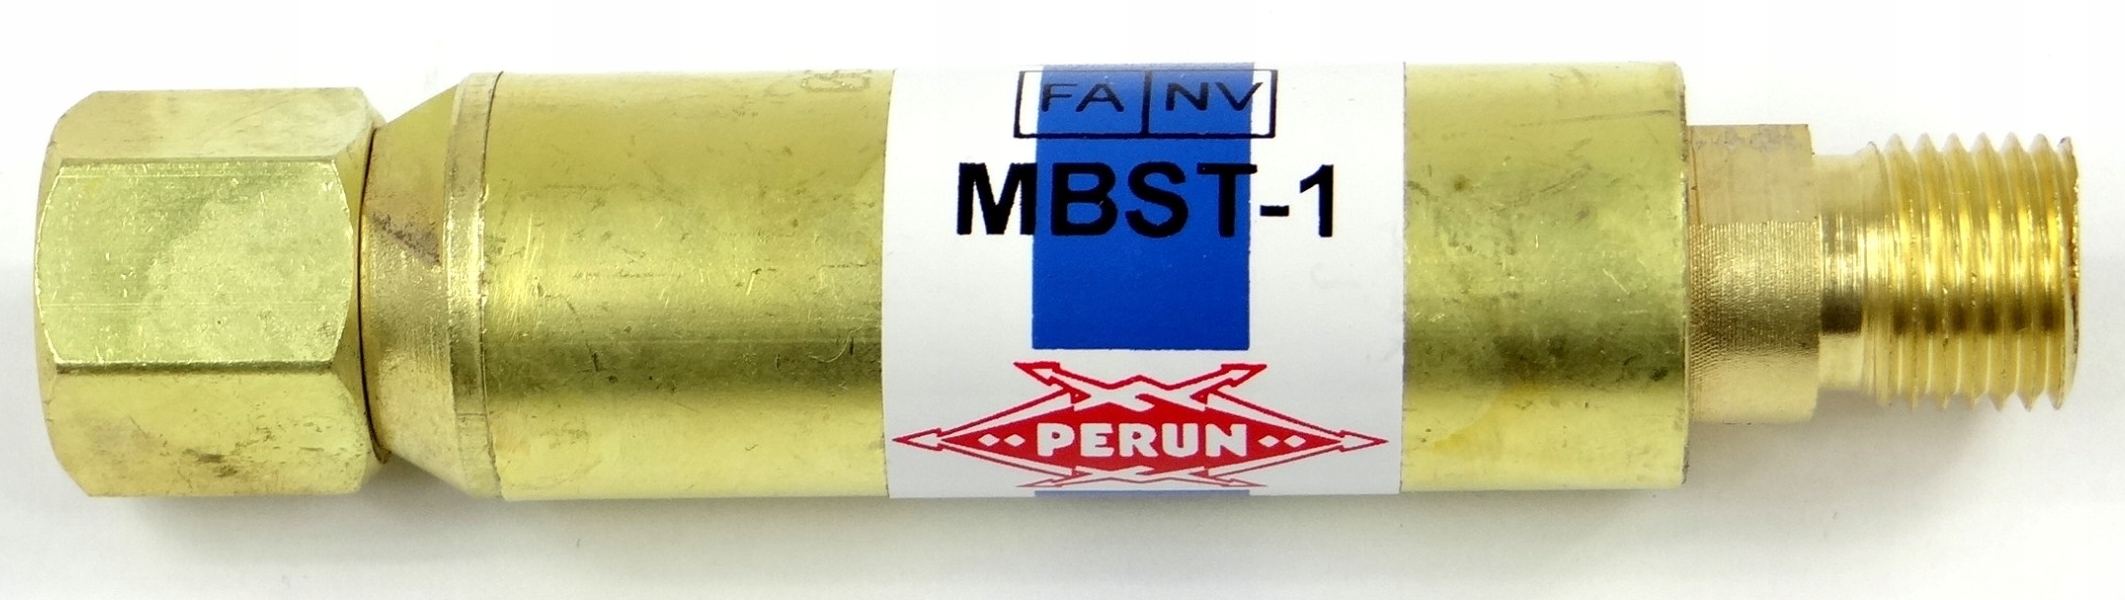 FA NV
MBST-1
PERUN